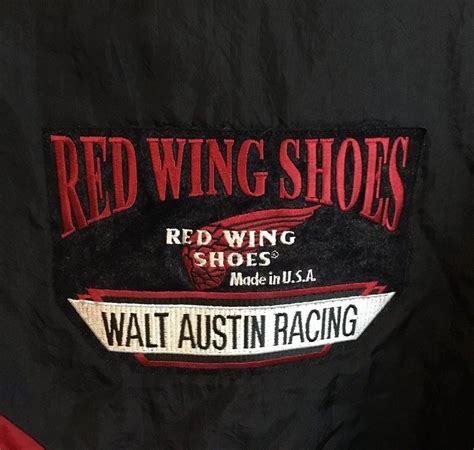 RED WING SHOES
RED WING
SHOES®
Made in U.S.A.
WALT AUSTIN RACING